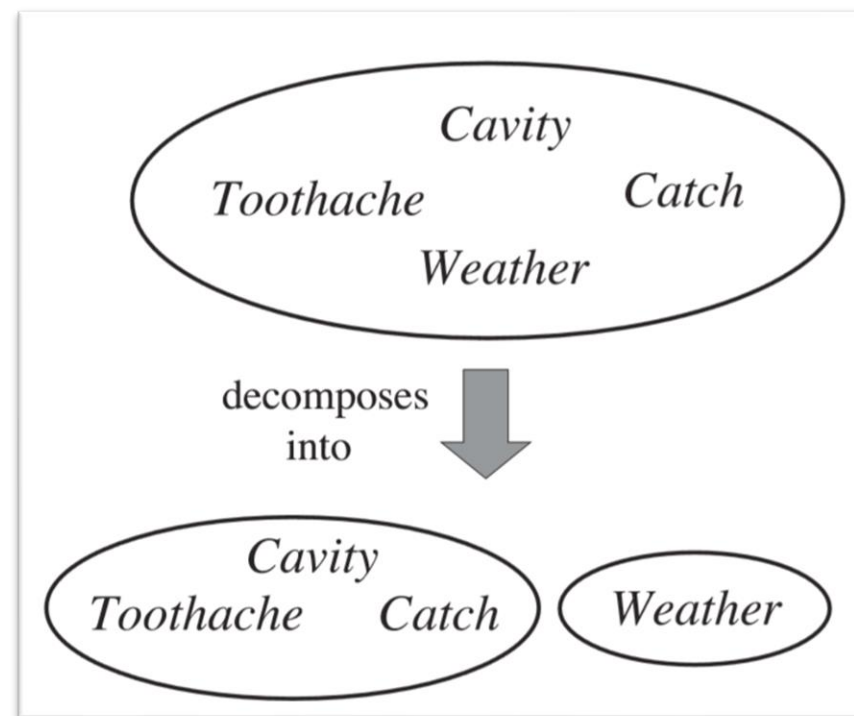 Cavity
Toothache Catch
Weather
decomposes
into
Cavity
Toothache Catch
Weather